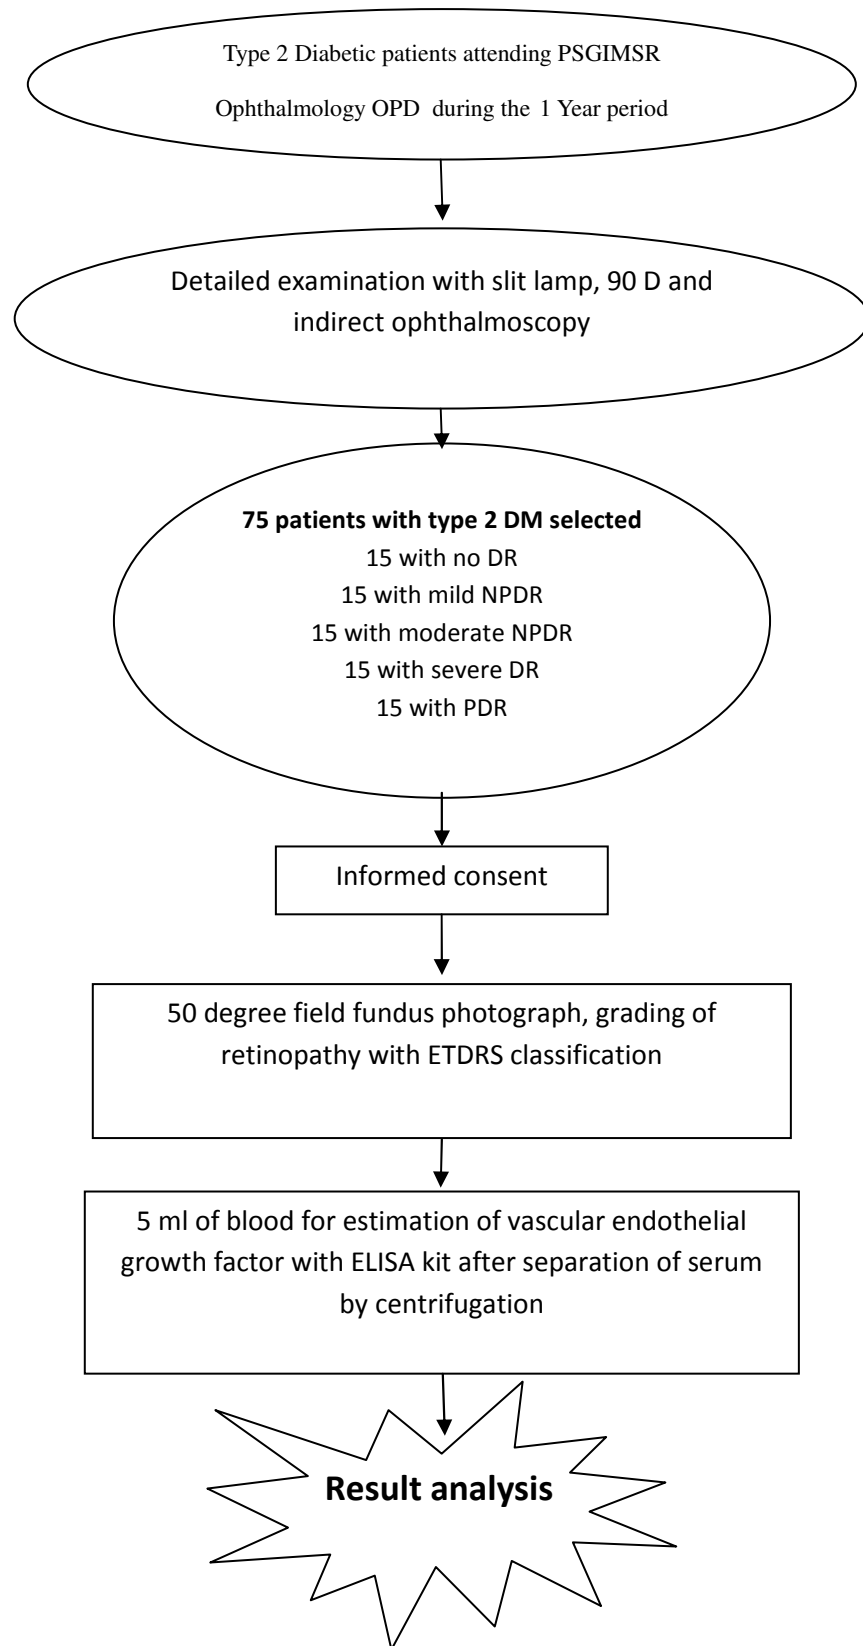 Type 2 Diabetic patients attending PSGIMSR
Ophthalmology OPD during the 1 Year period
Detailed examination with slit lamp, 90 D and
indirect ophthalmoscopy
75 patients with type 2 DM selected
15 with no DR
15 with mild NPDR
15 with moderate NPDR
15 with severe DR
15 with PDR
Informed consent
50 degree field fundus photograph, grading of
retinopathy with ETDRS classification
5 ml of blood for estimation of vascular endothelial
growth factor with ELISA kit after separation of serum
by centrifugation
Result analysis